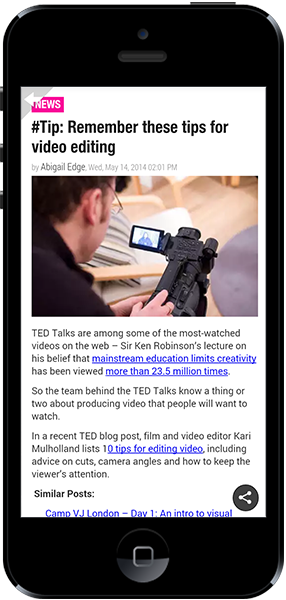 NEWS
#Tip: Remember these tips for
video editing
by Abigail Edge, Wed, May 14, 2014 02:01 PM
TED Talks are among some of the most-watched
videos on the web – Sir Ken Robinson's lecture on
his belief that mainstream education limits creativity
has been viewed more than 23.5 million times.
So the team behind the TED Talks know a thing or
two about producing video that people will want to
watch.
In a recent TED blog post, film and video editor Kari
Mulholland lists 10 tips for editing video, including
advice on cuts, camera angles and how to keep the
viewer's attention.
Similar Posts:
Camp VJ London – Day 1: An intro to visual